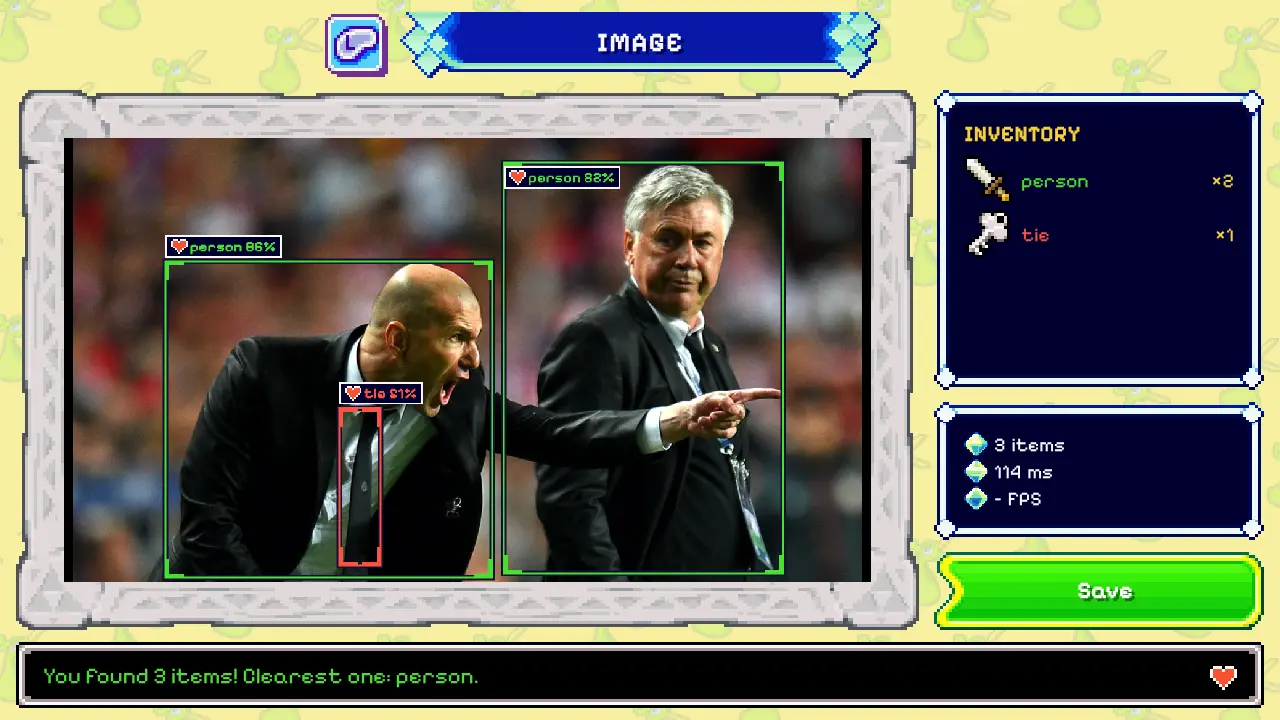 IMAGE
person 88%
person 86%
tie 81%
INVENTORY
person ×2
tie ×1
3 items
114 ms
- FPS
Save
You found 3 items! Clearest one: person.